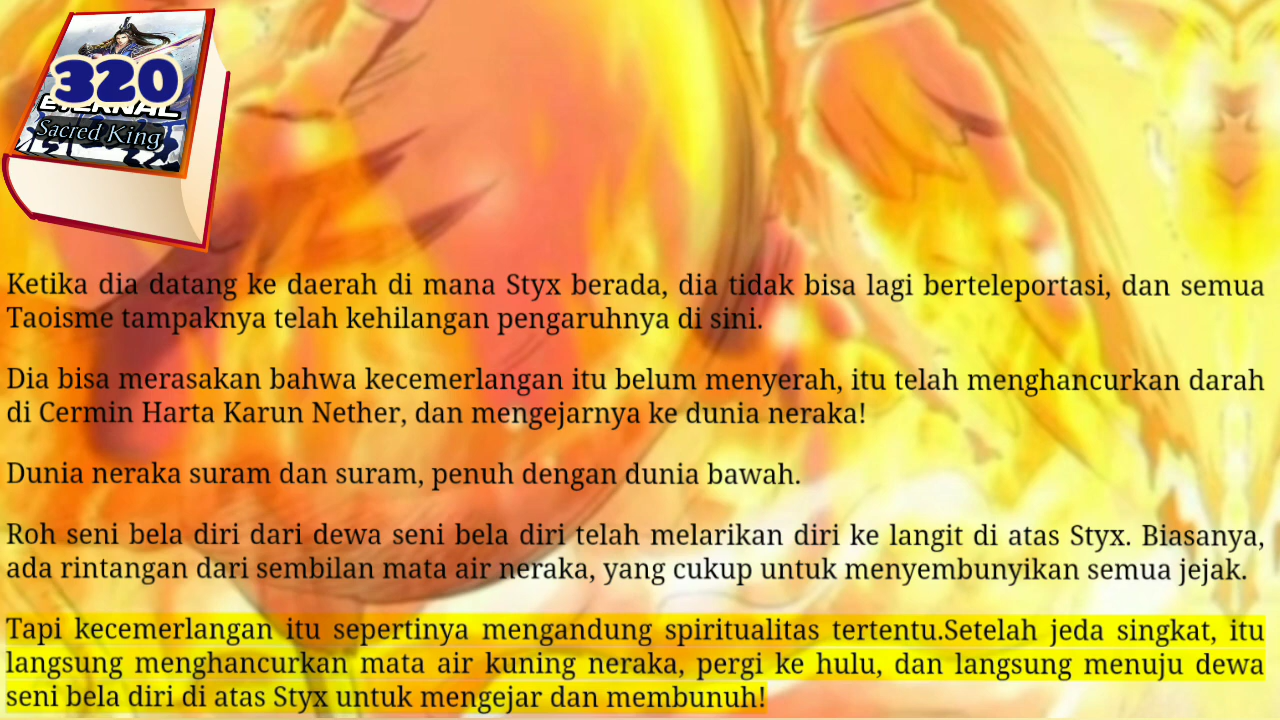 320
ETERNAL
Sacred King
Ketika dia datang ke daerah di mana Styx berada, dia tidak bisa lagi berteleportasi, dan semua
Taoisme tampaknya telah kehilangan pengaruhnya di sini.
Dia bisa merasakan bahwa kecemerlangan itu belum menyerah, itu telah menghancurkan darah
di Cermin Harta Karun Nether, dan mengejarnya ke dunia neraka!
Dunia neraka suram dan suram, penuh dengan dunia bawah.
Roh seni bela diri dari dewa seni bela diri telah melarikan diri ke langit di atas Styx. Biasanya,
ada rintangan dari sembilan mata air neraka, yang cukup untuk menyembunyikan semua jejak.
Tapi kecemerlangan itu sepertinya mengandung spiritualitas tertentu.Setelah jeda singkat, itu
langsung menghancurkan mata air kuning neraka, pergi ke hulu, dan langsung menuju dewa
seni bela diri di atas Styx untuk mengejar dan membunuh!